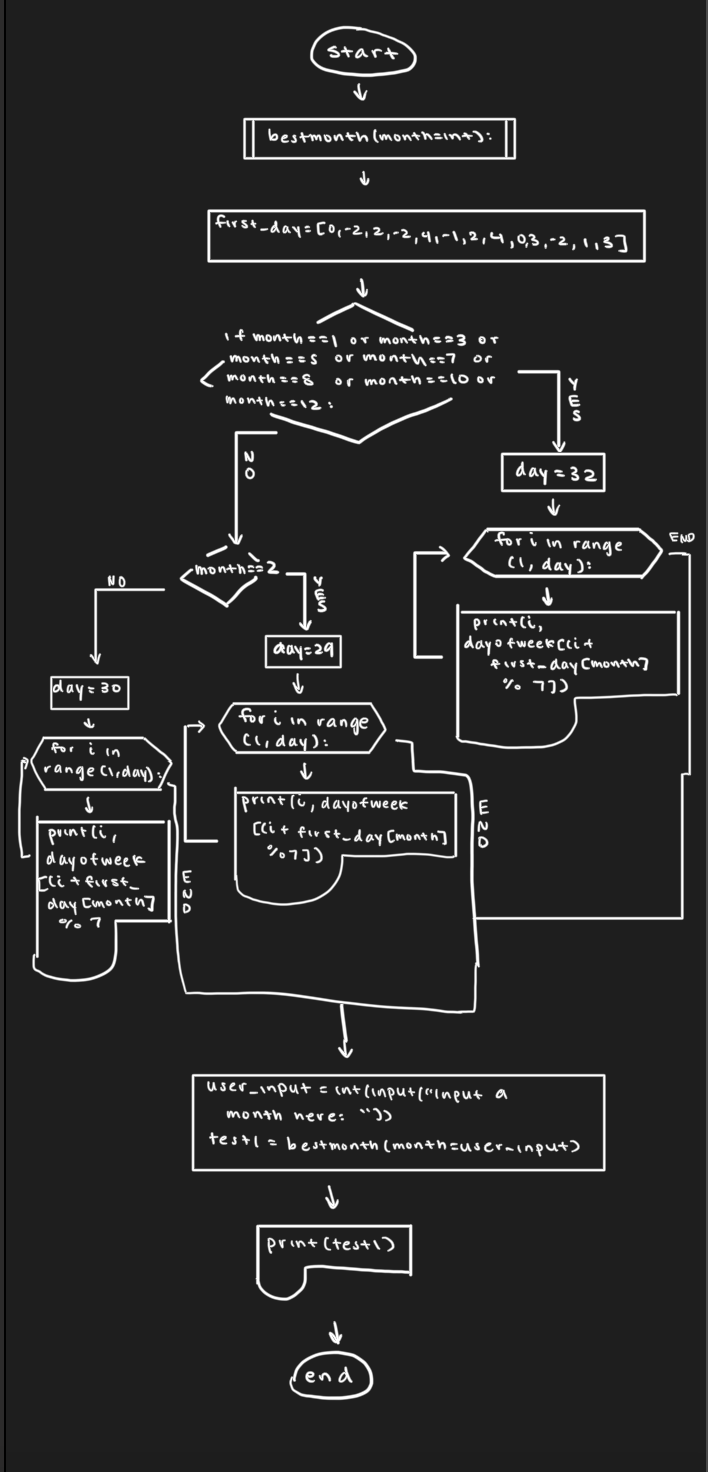 start
bestmonth(month=int):
first_day=[0,-2,2,-2,4,-1,2,4,0,3,-2,1,3]
if month==1 or month==3 or
month==5 or month==7 or
month==8 or month==10 or
month==12:
YES
NO
day=32
for i in range
(1, day):
END
print(i,
dayofweek[(i+
first_day[month]
% 7])
month==2
NO
YES
day=29
for i in range
(1, day):
END
print(i, dayofweek
[(i+first_day[month]
%7])
day=30
for i in
range(1,day):
END
print(i,
dayofweek
[(i+first_
day[month]
% 7
user_input = int(input("input a
month here: "))
test1 = bestmonth(month=user_input)
print(test1)
end